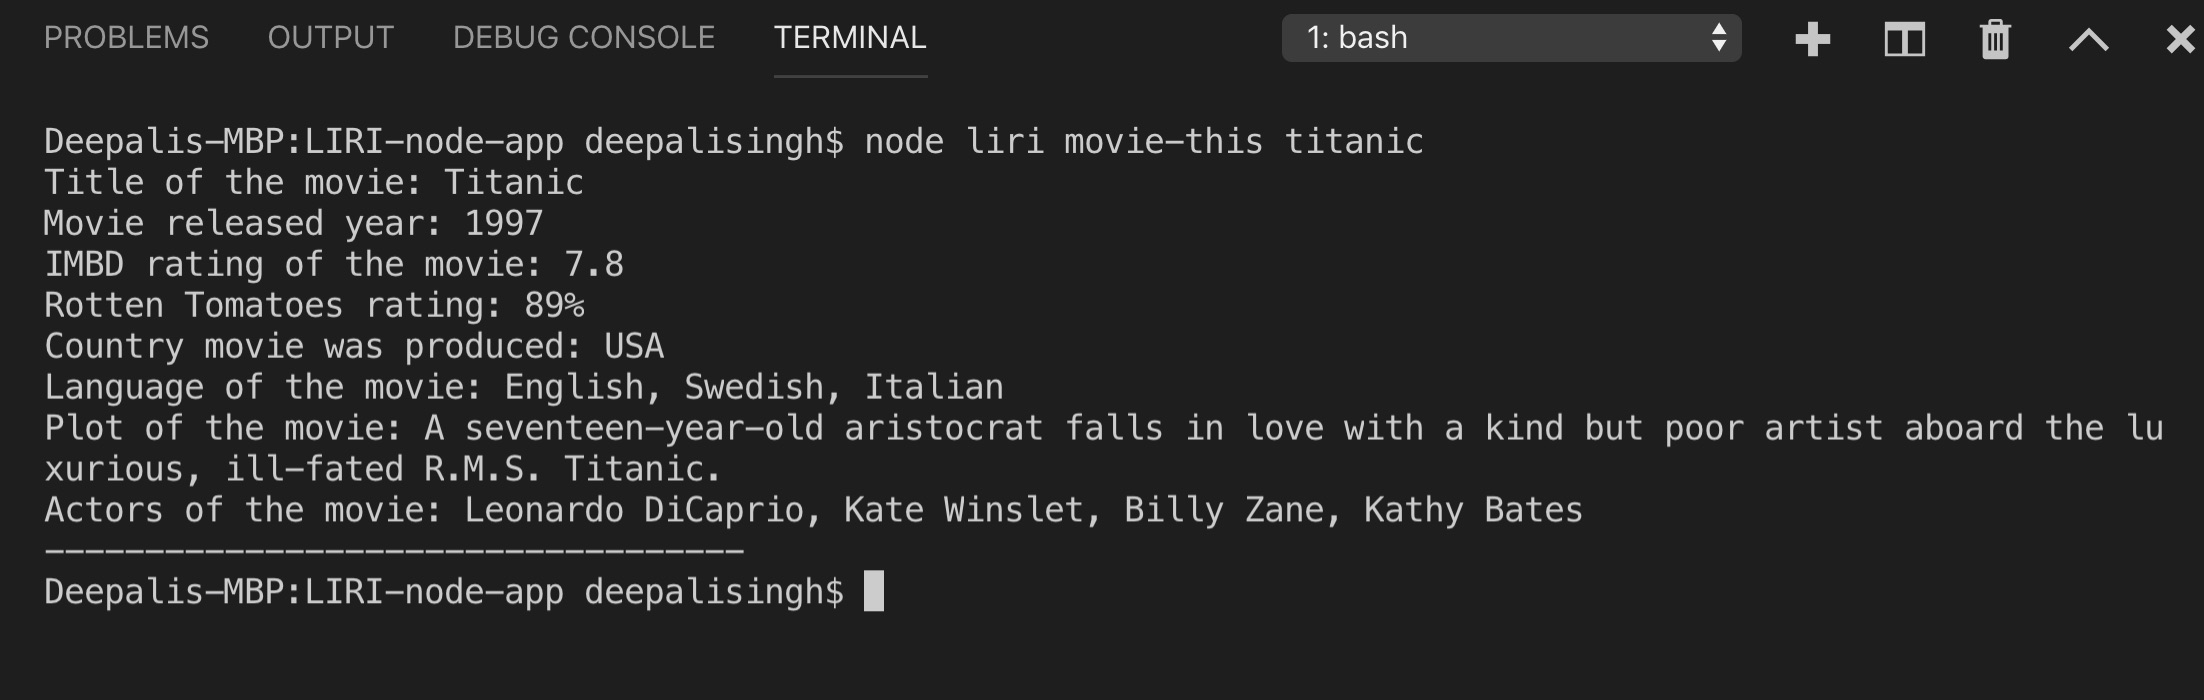 PROBLEMS OUTPUT DEBUG CONSOLE TERMINAL 1: bash
Deepalis-MBP:LIRI-node-app deepalisingh$ node liri movie-this titanic
Title of the movie: Titanic
Movie released year: 1997
IMBD rating of the movie: 7.8
Rotten Tomatoes rating: 89%
Country movie was produced: USA
Language of the movie: English, Swedish, Italian
Plot of the movie: A seventeen-year-old aristocrat falls in love with a kind but poor artist aboard the lu
xurious, ill-fated R.M.S. Titanic.
Actors of the movie: Leonardo DiCaprio, Kate Winslet, Billy Zane, Kathy Bates
-----------------------------------
Deepalis-MBP:LIRI-node-app deepalisingh$